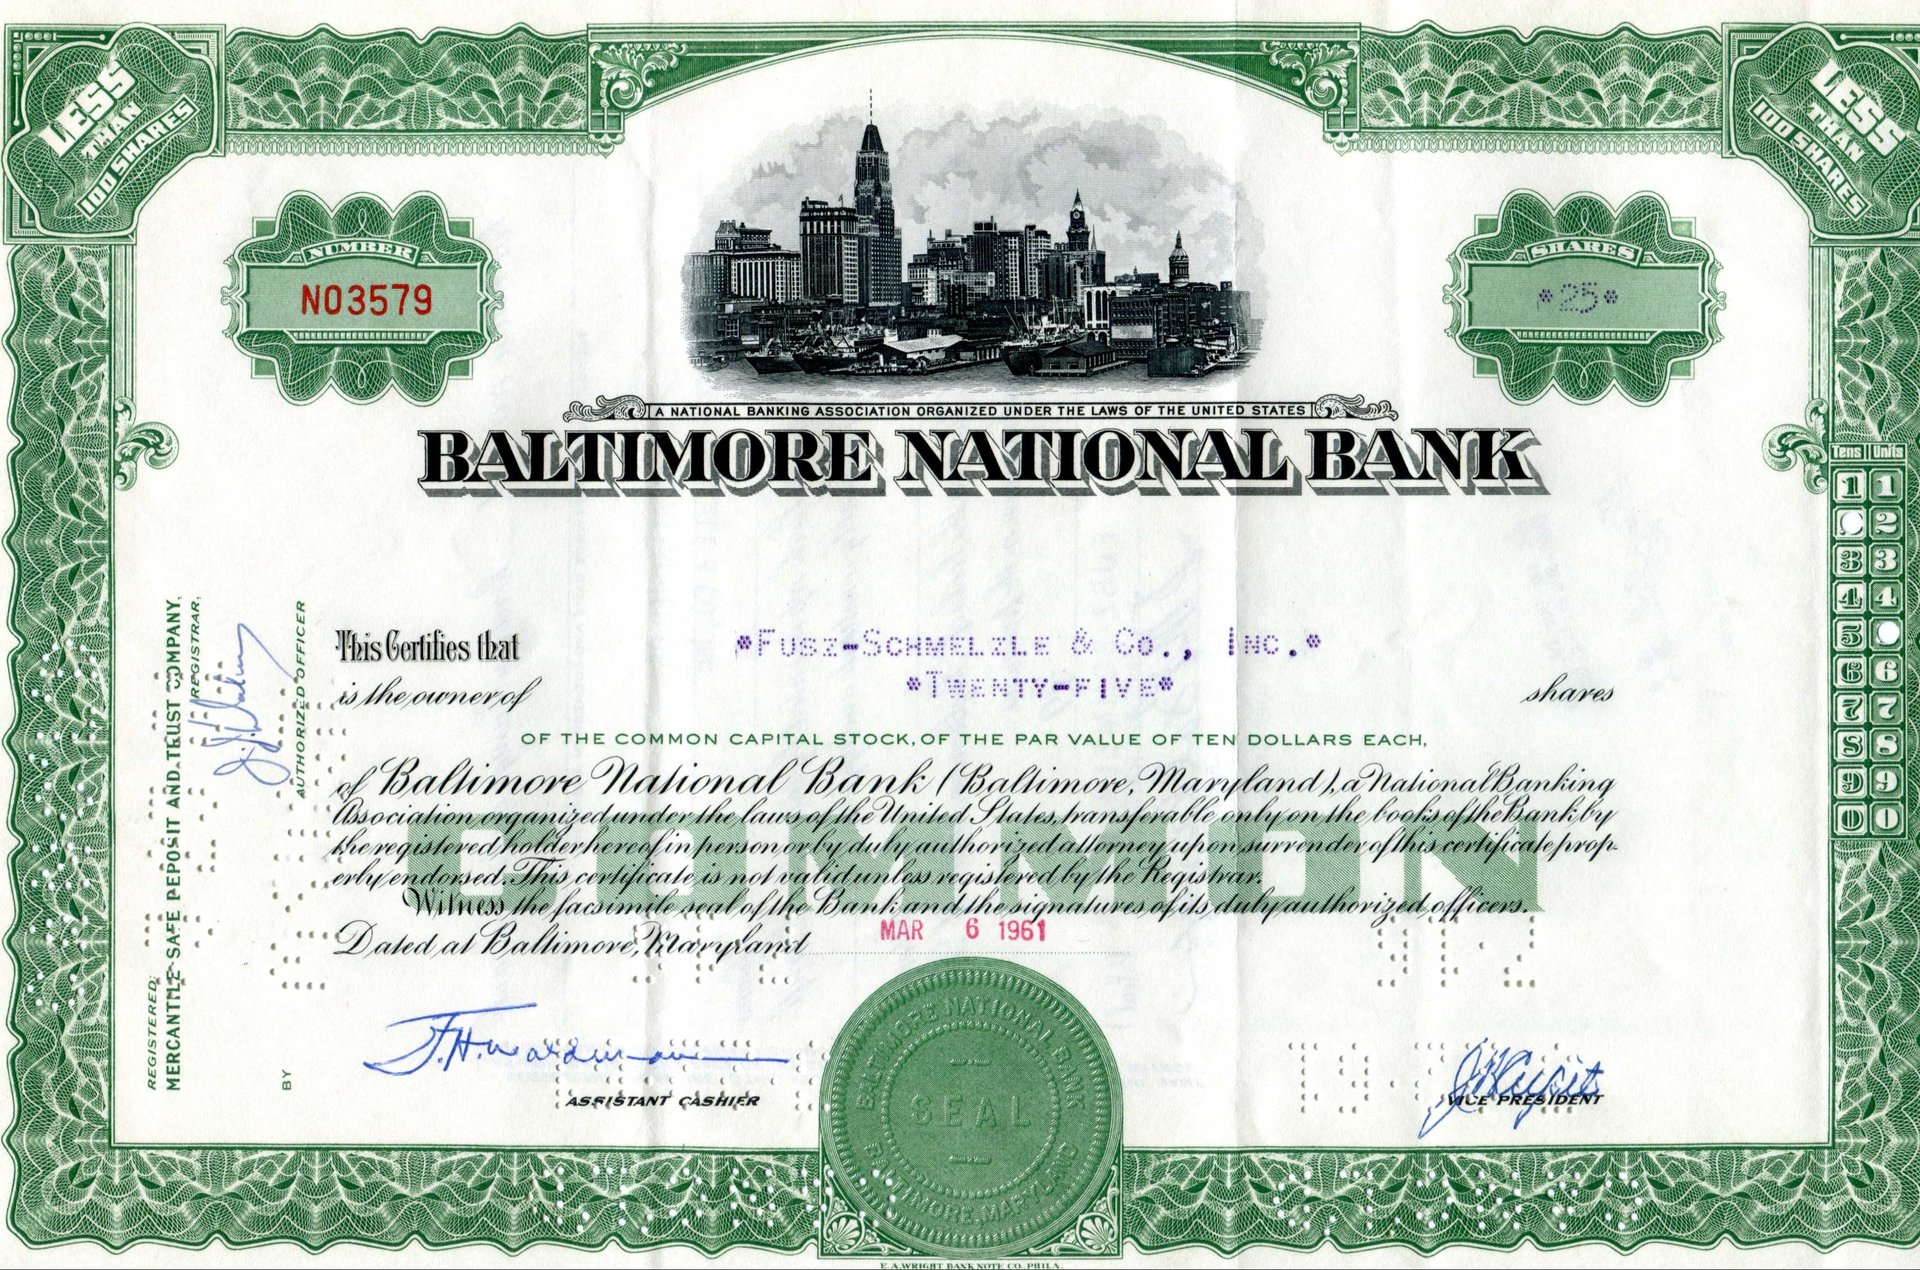 LESS
THAN
100 SHARES
LESS
THAN
100 SHARES
NUMBER
NO3579
SHARES
*25*
A NATIONAL BANKING ASSOCIATION ORGANIZED UNDER THE LAWS OF THE UNITED STATES
BALTIMORE NATIONAL BANK
Tens Units
1 1
2
3 3
4 4
5
6 6
7 7
8 8
9 9
0 0
This Certifies that *FUSZ-SCHMELZLE & CO., INC.*
is the owner of *TWENTY-FIVE* shares
OF THE COMMON CAPITAL STOCK, OF THE PAR VALUE OF TEN DOLLARS EACH,
of Baltimore National Bank (Baltimore, Maryland), a National Banking
Association organized under the laws of the United States, transferable only on the books of the Bank by
the registered holder hereof in person or by duly authorized attorney upon surrender of this certificate prop-
erly endorsed. This certificate is not valid unless registered by the Registrar.
Witness the facsimile seal of the Bank and the signatures of its duly authorized officers.
COMMON
Dated at Baltimore, Maryland MAR 6 1961
REGISTERED:
MERCANTILE-SAFE DEPOSIT AND TRUST COMPANY,
REGISTRAR,
BY
AUTHORIZED OFFICER
ASSISTANT CASHIER
VICE PRESIDENT
BALTIMORE NATIONAL BANK
SEAL
BALTIMORE, MARYLAND
E.A.WRIGHT BANK NOTE CO. PHILA.